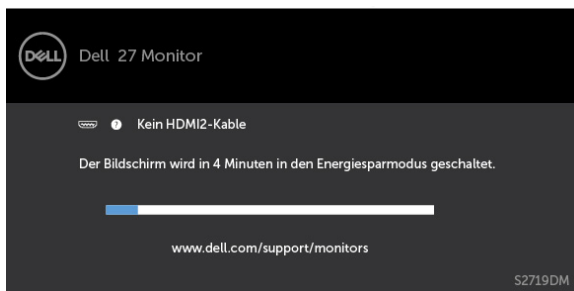 DELL
Dell 27 Monitor
Kein HDMI2-Kable
Der Bildschirm wird in 4 Minuten in den Energiesparmodus geschaltet.
www.dell.com/support/monitors
S2719DM